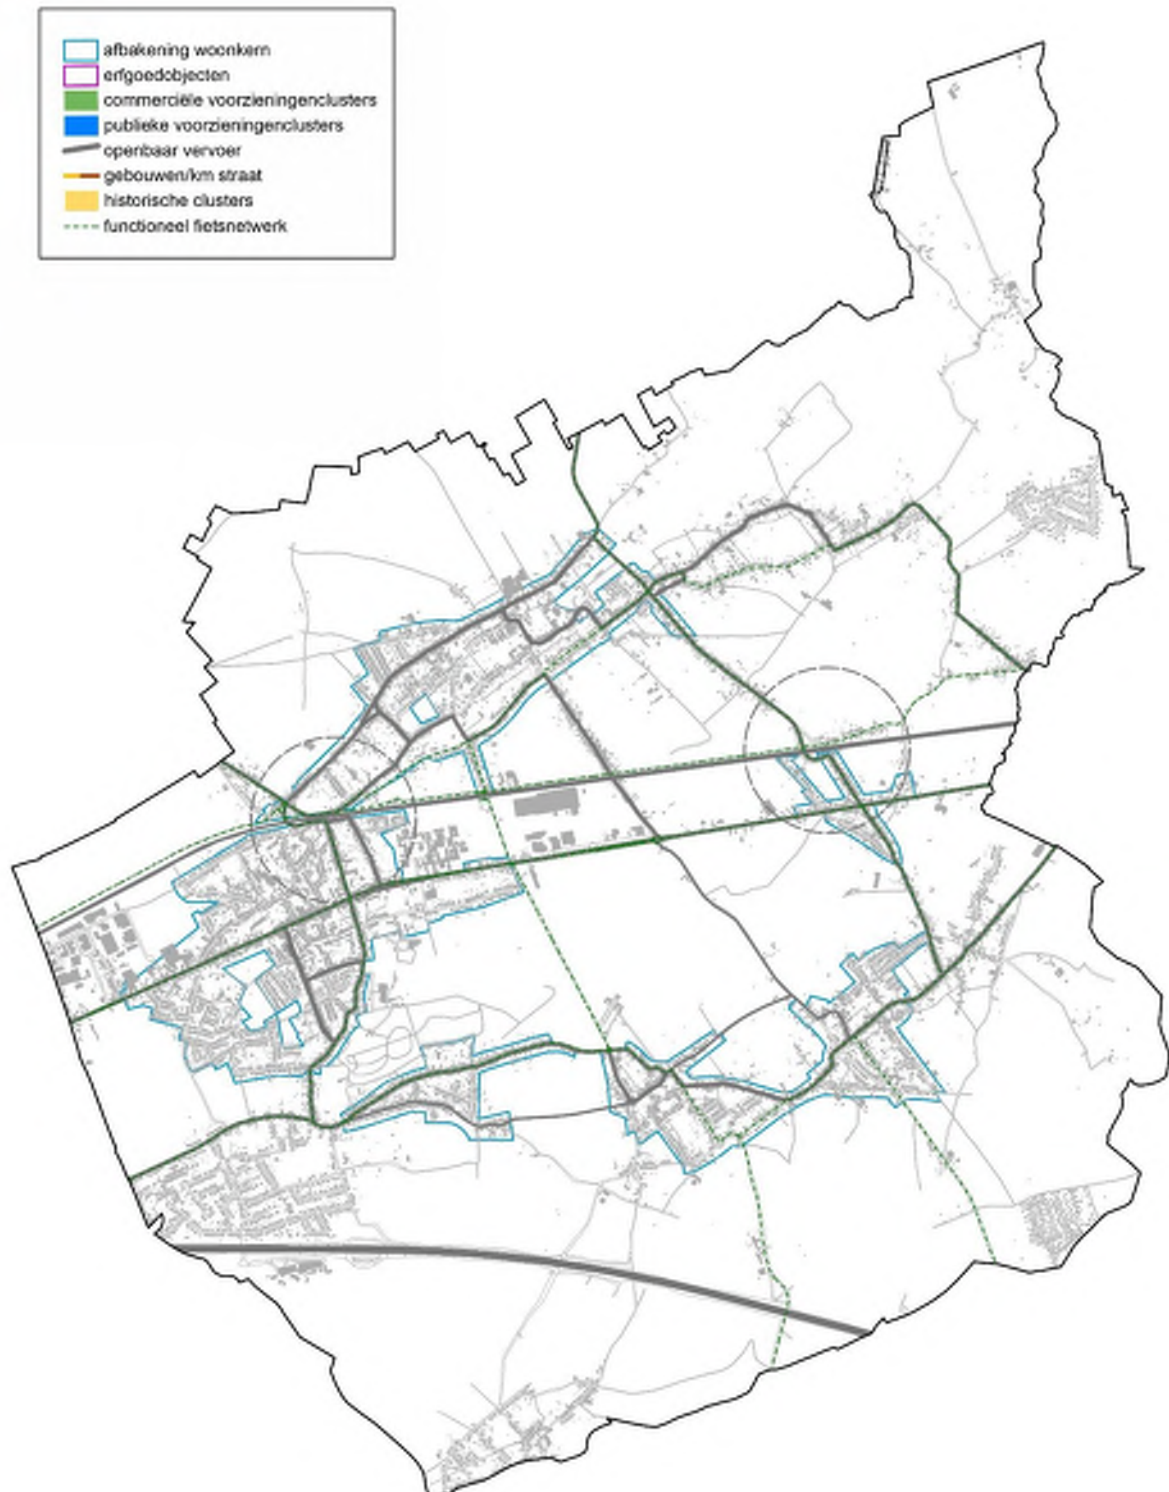 afbakening woonkern
erfgoedobjecten
commerciële voorzieningenclusters
publieke voorzieningenclusters
openbaar vervoer
gebouwen/km straat
historische clusters
functioneel fietsnetwerk